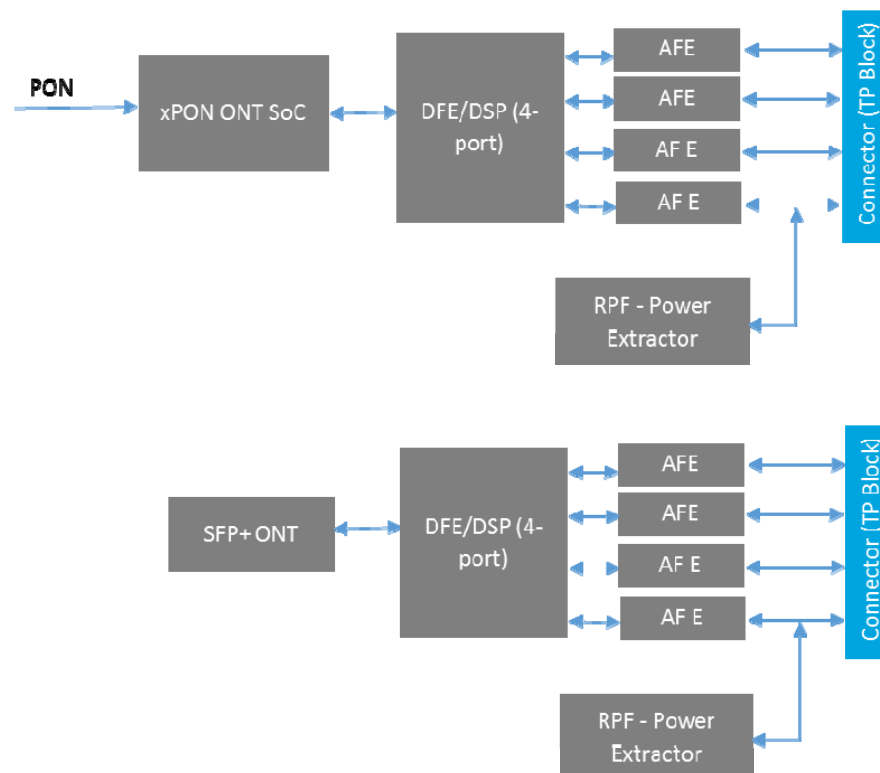 PON
xPON ONT SoC
DFE/DSP (4-
port)
AFE
AFE
AF E
AF E
Connector (TP Block)
RPF - Power
Extractor
SFP+ ONT
DFE/DSP (4-
port)
AFE
AFE
AF E
AF E
Connector (TP Block)
RPF - Power
Extractor